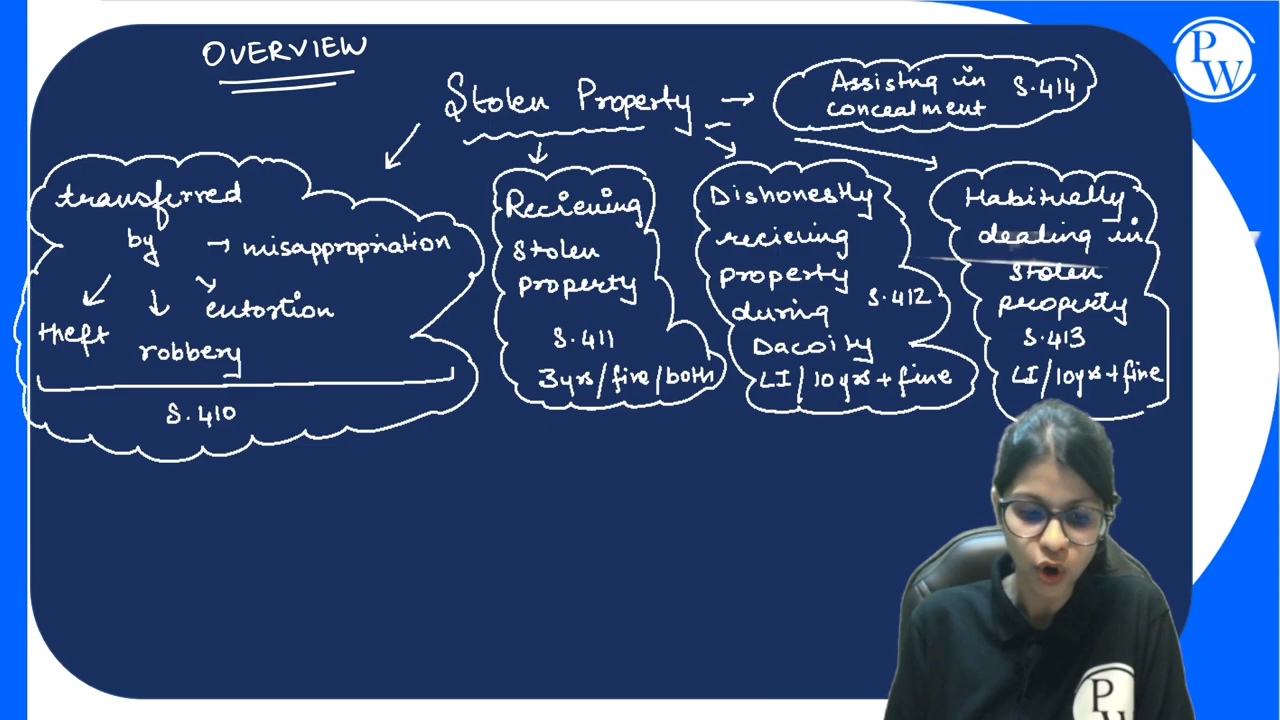 OVERVIEW
Stolen Property →
Assisting in
concealment
S.414
transferred
by
→ misappropriation
theft
robbery
extortion
S.410
Recieving
stolen
property
S.411
3yrs/fine/both
Dishonestly
recieving
property
during
S.412
Dacoity
LI/10yrs + fine
Habitually
dealing in
stolen
property
S.413
LI/10yrs + fine
PW
PW